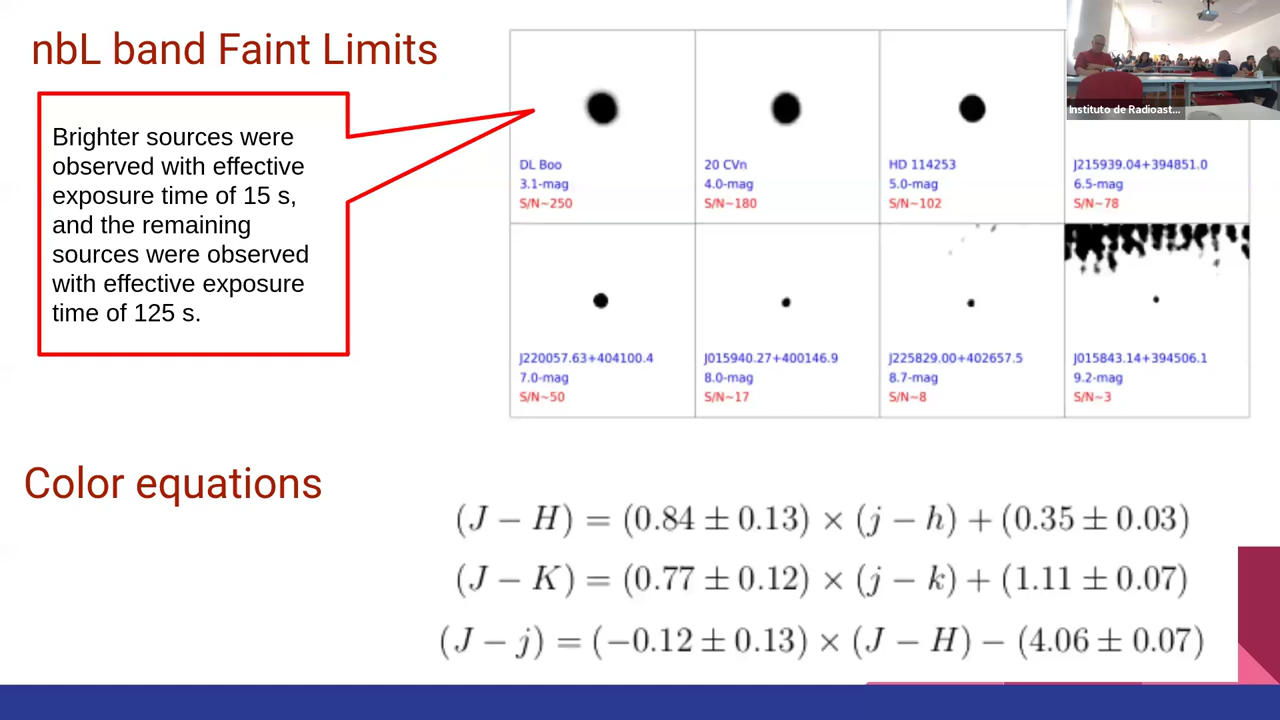 nbL band Faint Limits
Brighter sources were
observed with effective
exposure time of 15 s,
and the remaining
sources were observed
with effective exposure
time of 125 s.
DL Boo
3.1-mag
S/N~250
20 CVn
4.0-mag
S/N~180
HD 114253
5.0-mag
S/N~102
J215939.04+394851.0
6.5-mag
S/N~78
J220057.63+404100.4
7.0-mag
S/N~50
J015940.27+400146.9
8.0-mag
S/N~17
J225829.00+402657.5
8.7-mag
S/N~8
J015843.14+394506.1
9.2-mag
S/N~3
Instituto de Radioast...
Color equations
(J − H) = (0.84 ± 0.13) × (j − h) + (0.35 ± 0.03)
(J − K) = (0.77 ± 0.12) × (j − k) + (1.11 ± 0.07)
(J − j) = (−0.12 ± 0.13) × (J − H) − (4.06 ± 0.07)